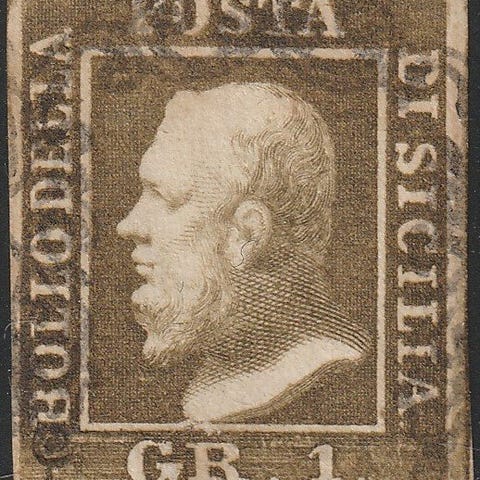 BOLLO DELLA
POSTA
DI SICILIA
GR. 1.